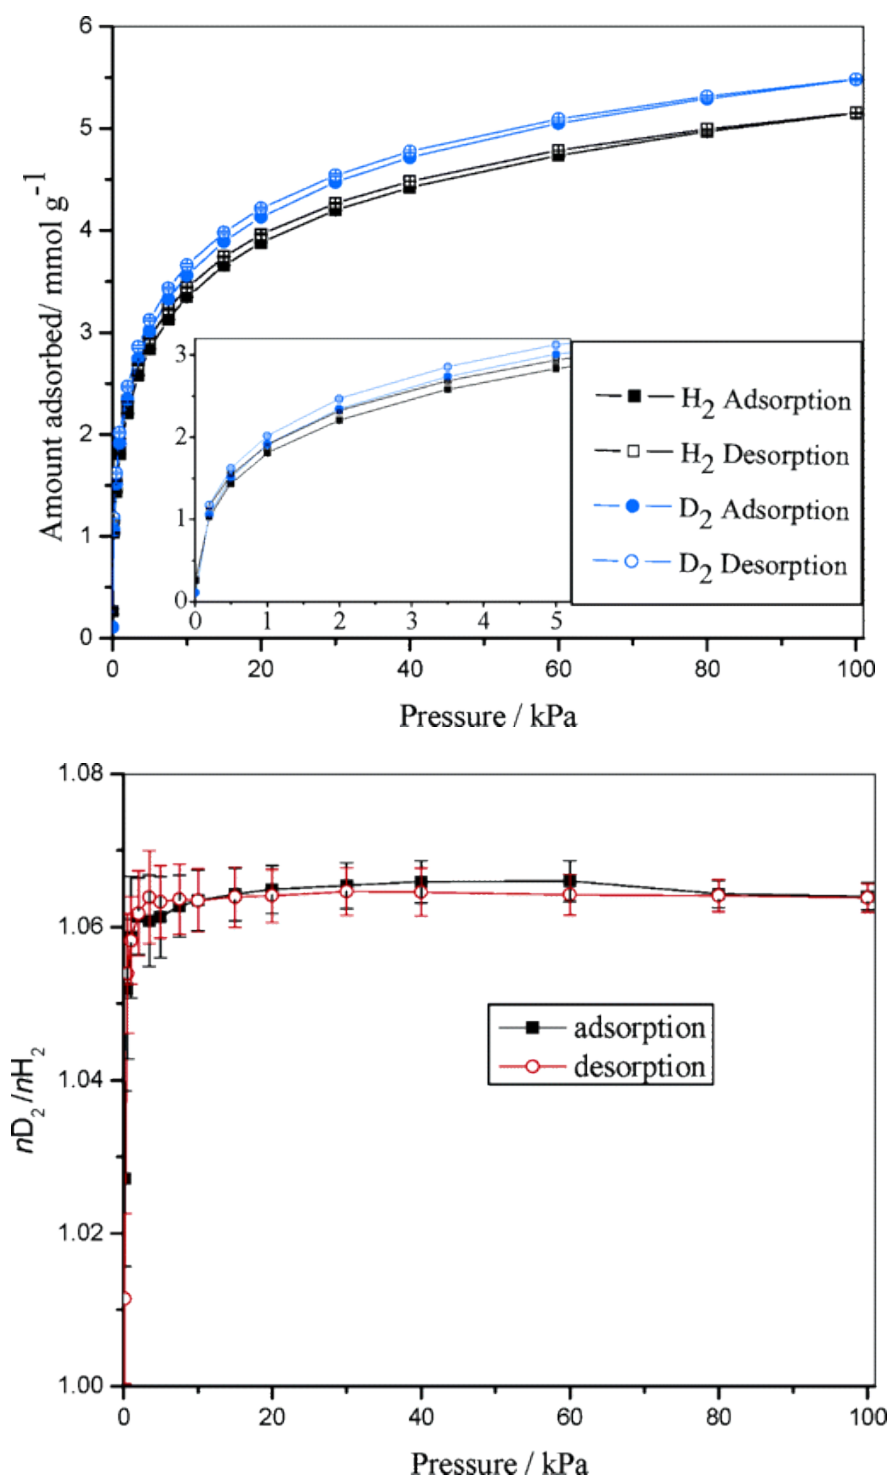 6
5
4
3
2
1
0
Amount adsorbed/ mmol g⁻¹
3
2
1
0
0 1 2 3 4 5
H₂ Adsorption
H₂ Desorption
D₂ Adsorption
D₂ Desorption
0 20 40 60 80 100
Pressure / kPa
1.08
1.06
1.04
1.02
1.00
nD₂/nH₂
adsorption
desorption
0 20 40 60 80 100
Pressure / kPa